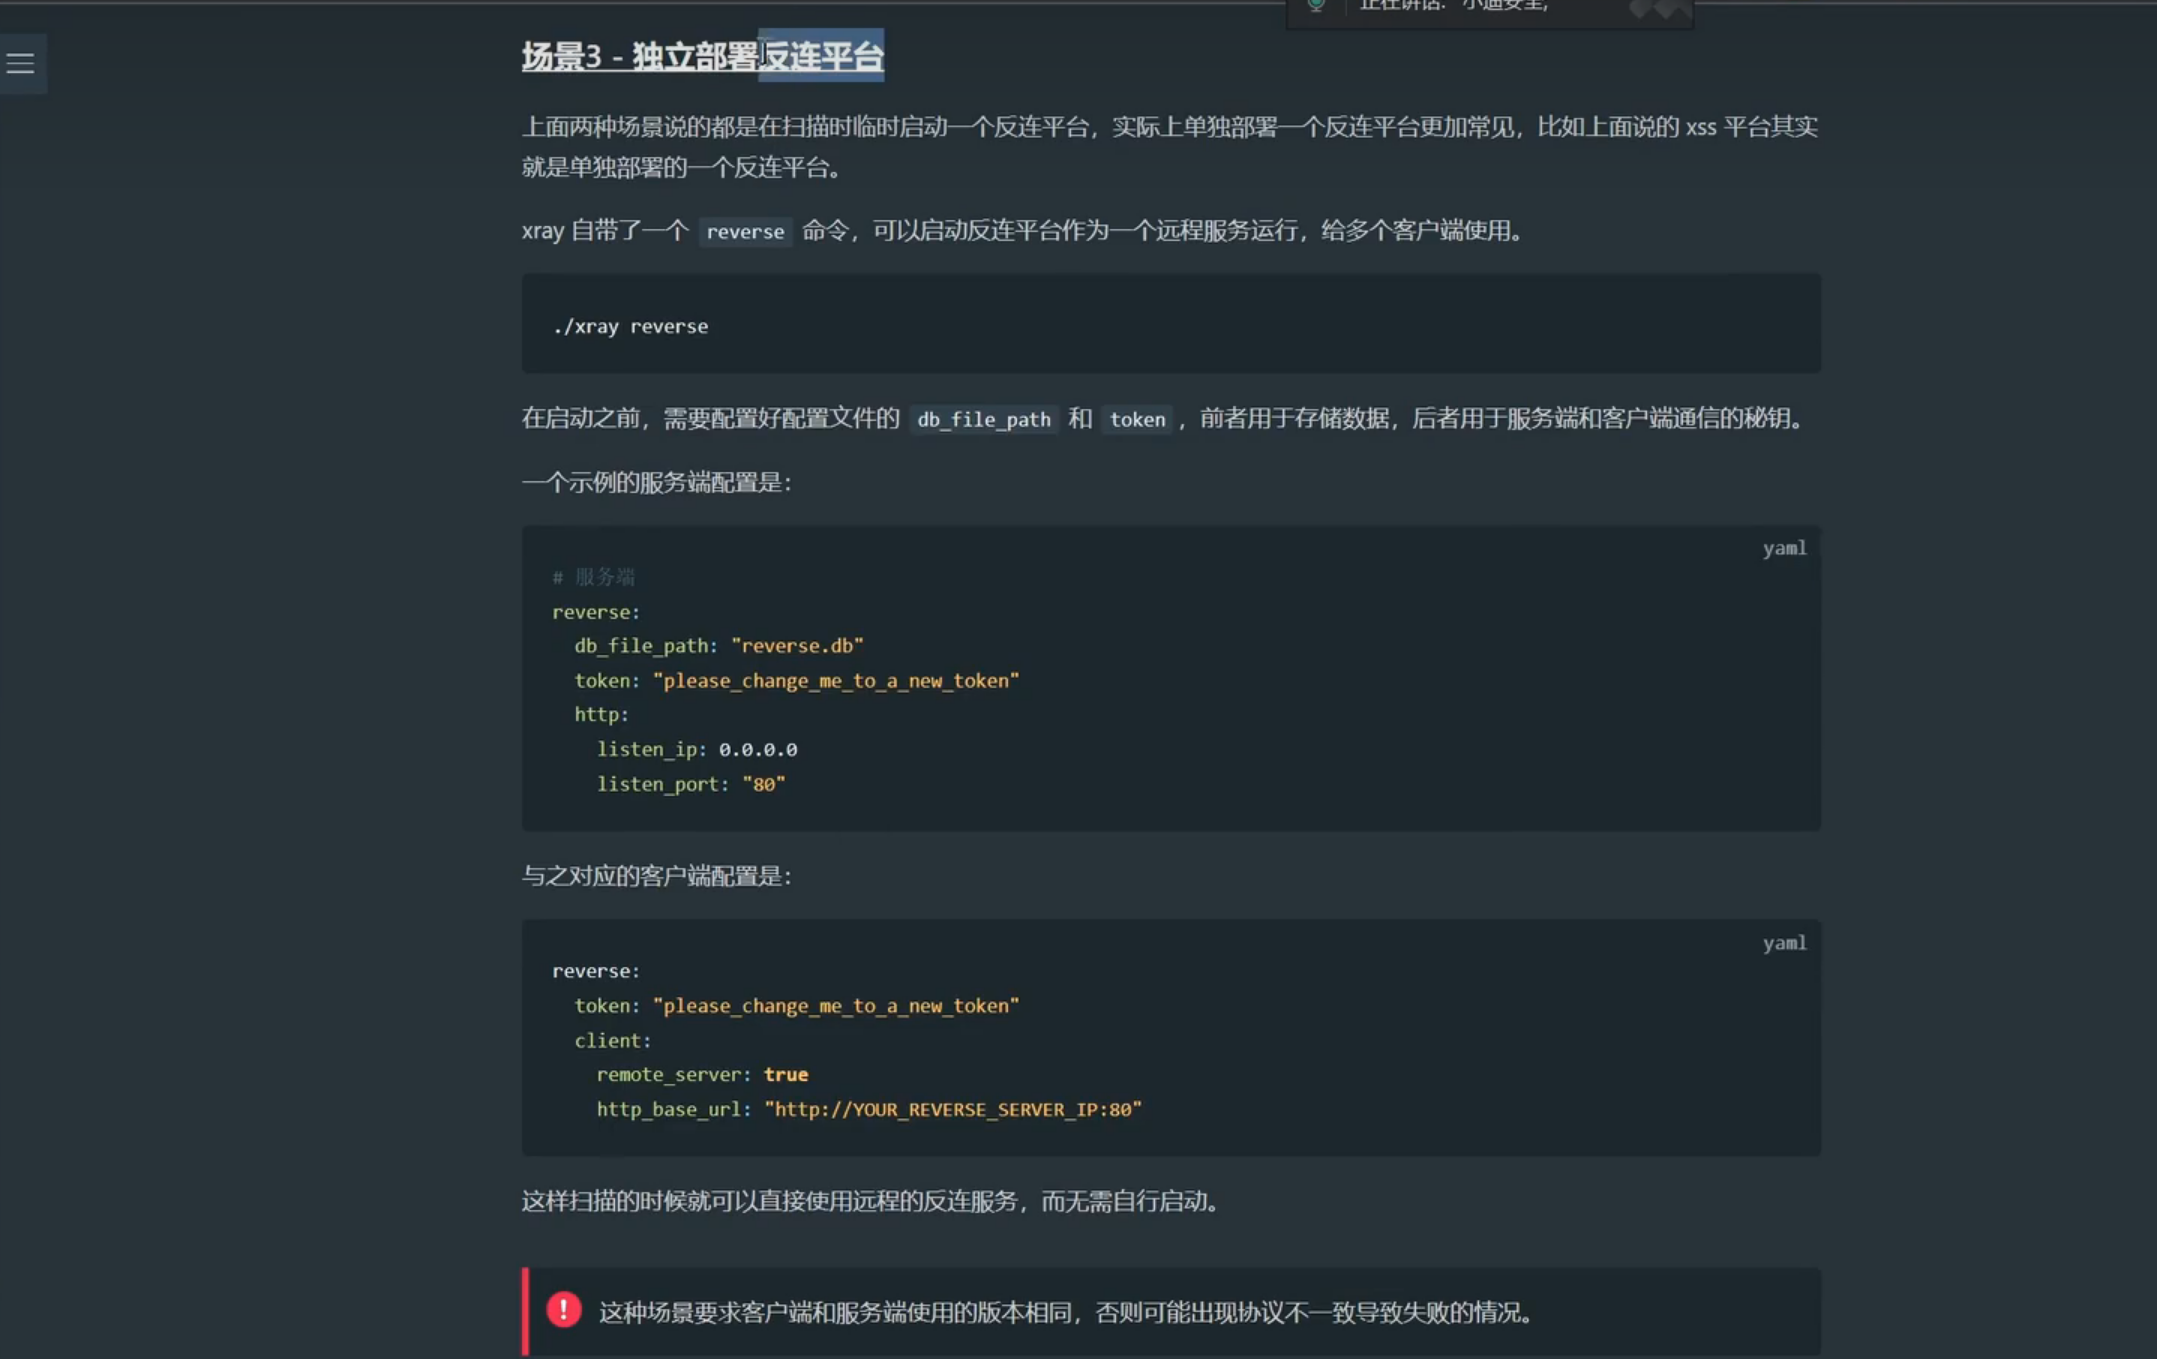 正在讲话: 小迪安全;
场景3 - 独立部署反连平台
上面两种场景说的都是在扫描时临时启动一个反连平台，实际上单独部署一个反连平台更加常见，比如上面说的 xss 平台其实
就是单独部署的一个反连平台。
xray 自带了一个 reverse 命令，可以启动反连平台作为一个远程服务运行，给多个客户端使用。
./xray reverse
在启动之前，需要配置好配置文件的 db_file_path 和 token ，前者用于存储数据，后者用于服务端和客户端通信的秘钥。
一个示例的服务端配置是：
yaml
# 服务端
reverse:
  db_file_path: "reverse.db"
  token: "please_change_me_to_a_new_token"
  http:
    listen_ip: 0.0.0.0
    listen_port: "80"
与之对应的客户端配置是：
yaml
reverse:
  token: "please_change_me_to_a_new_token"
  client:
    remote_server: true
    http_base_url: "http://YOUR_REVERSE_SERVER_IP:80"
这样扫描的时候就可以直接使用远程的反连服务，而无需自行启动。
! 这种场景要求客户端和服务端使用的版本相同，否则可能出现协议不一致导致失败的情况。